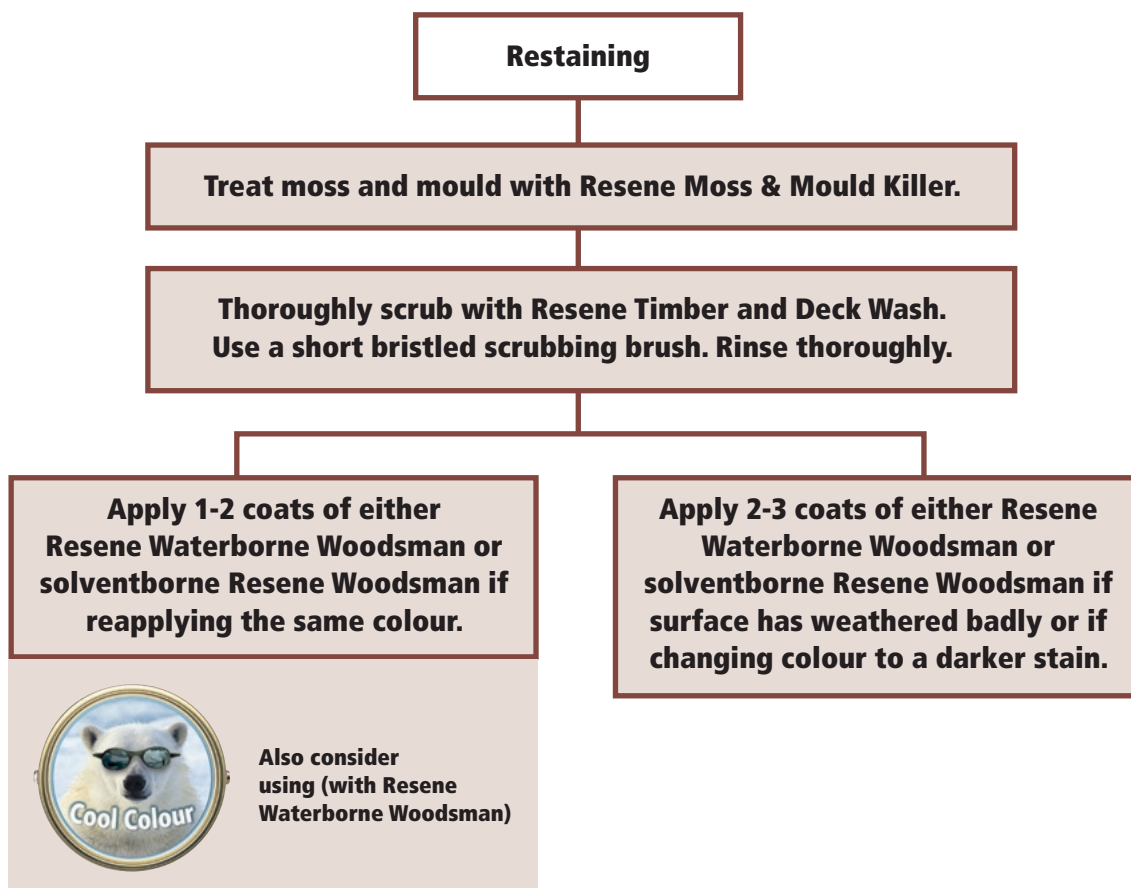 Restaining
Treat moss and mould with Resene Moss & Mould Killer.
Thoroughly scrub with Resene Timber and Deck Wash.
Use a short bristled scrubbing brush. Rinse thoroughly.
Apply 1-2 coats of either
Resene Waterborne Woodsman or
solventborne Resene Woodsman if
reapplying the same colour.
Apply 2-3 coats of either Resene
Waterborne Woodsman or
solventborne Resene Woodsman if
surface has weathered badly or if
changing colour to a darker stain.
Cool Colour
Also consider
using (with Resene
Waterborne Woodsman)